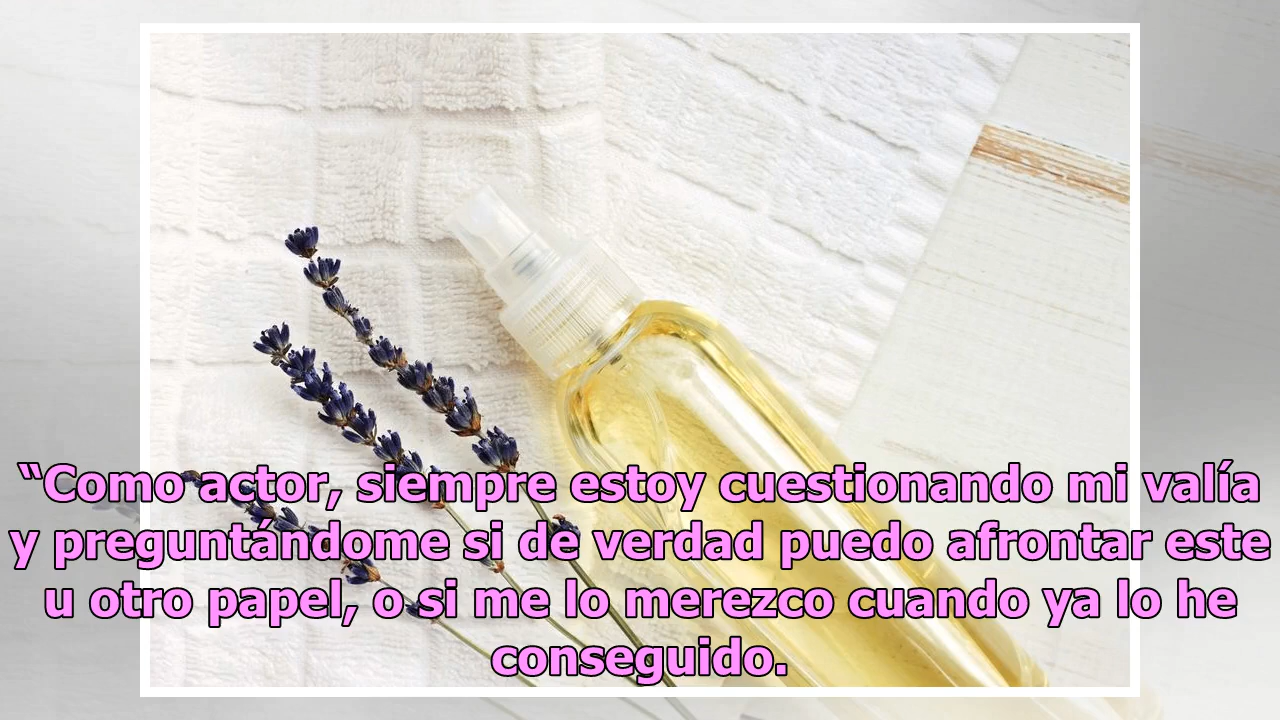 “Como actor, siempre estoy cuestionando mi valía
y preguntándome si de verdad puedo afrontar este
u otro papel, o si me lo merezco cuando ya lo he
conseguido.